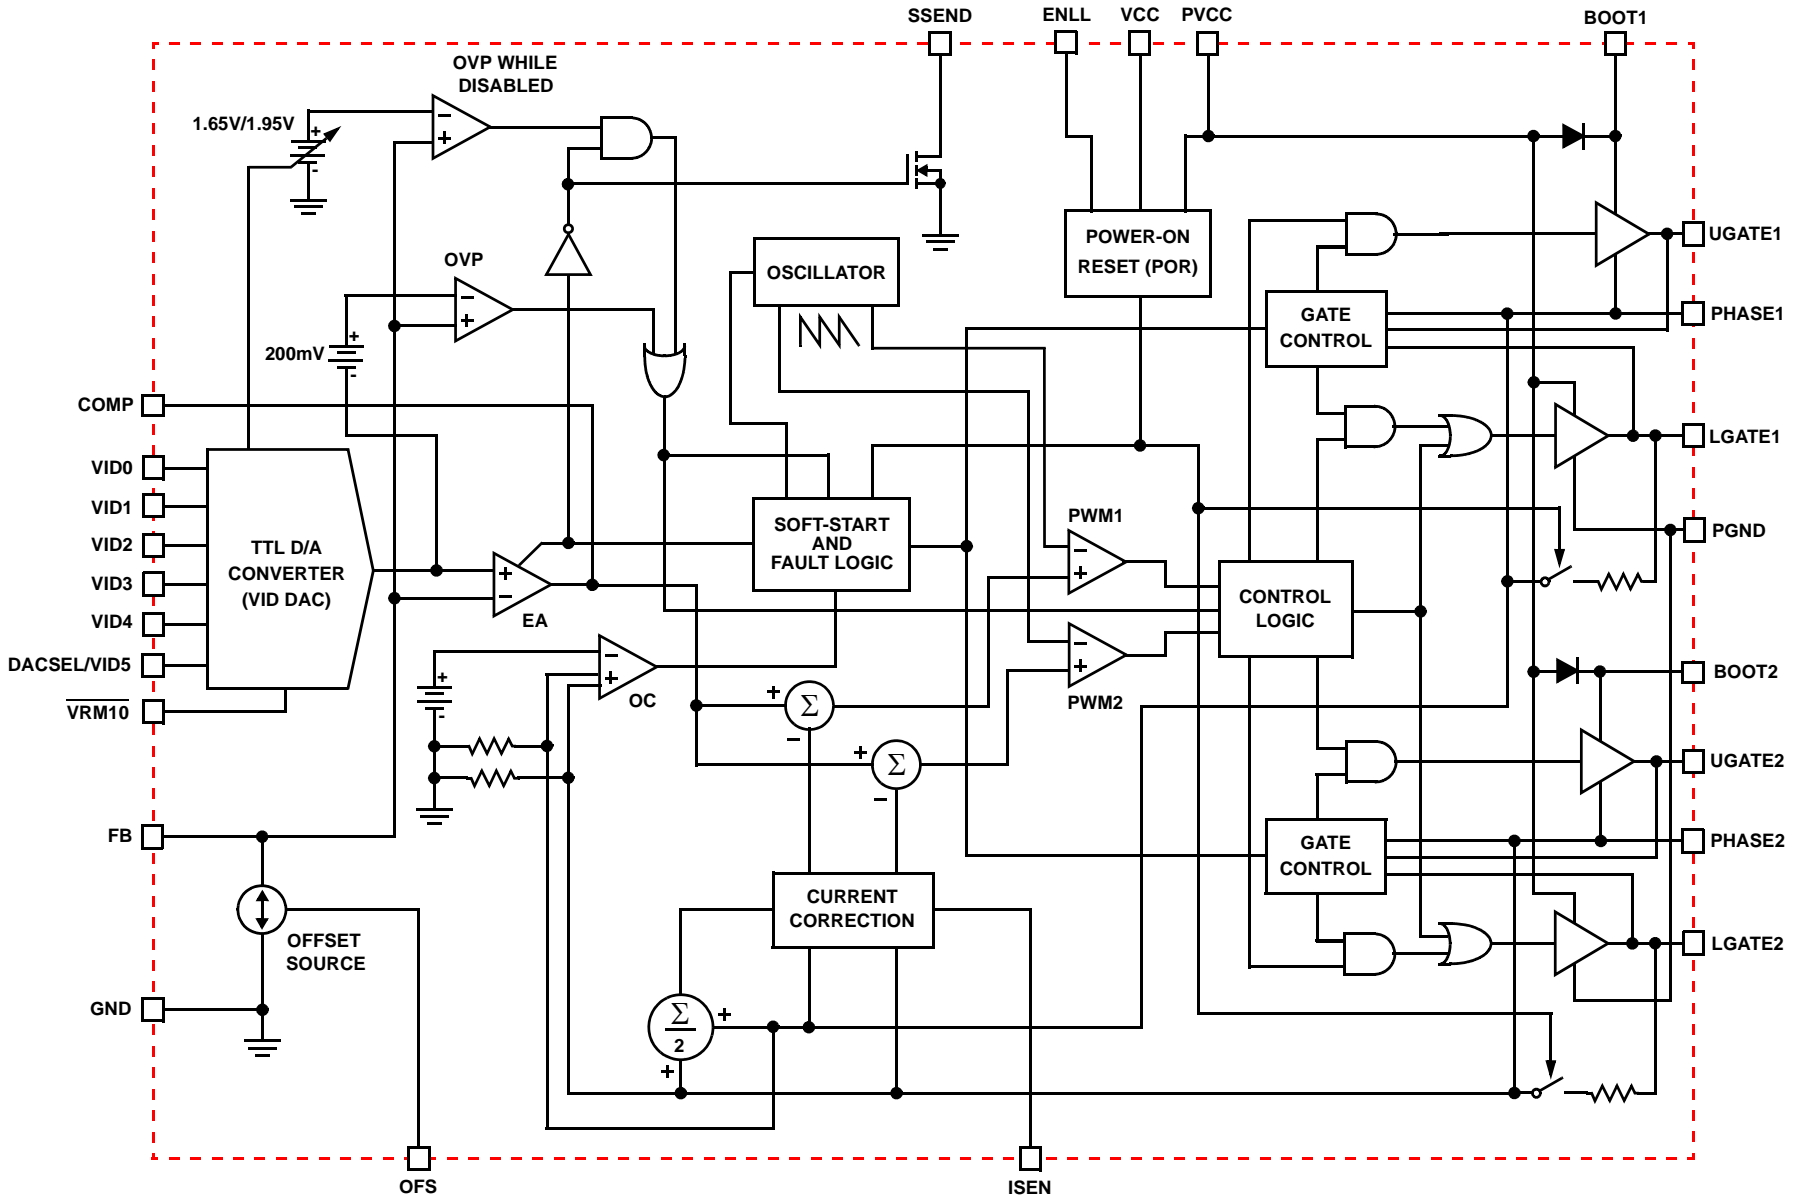 SSEND
ENLL
VCC
PVCC
BOOT1
OVP WHILE
DISABLED
1.65V/1.95V
+
-
−
+
OVP
−
+
200mV
+
-
OSCILLATOR
POWER-ON
RESET (POR)
UGATE1
GATE
CONTROL
PHASE1
COMP
LGATE1
VID0
VID1
VID2
VID3
VID4
DACSEL/VID5
VRM10
TTL D/A
CONVERTER
(VID DAC)
+
−
EA
SOFT-START
AND
FAULT LOGIC
PWM1
−
+
PGND
CONTROL
LOGIC
−
+
PWM2
−
+
OC
+
-
+
Σ
−
+
Σ
−
BOOT2
UGATE2
FB
GATE
CONTROL
PHASE2
OFFSET
SOURCE
CURRENT
CORRECTION
LGATE2
GND
Σ
2
+
+
OFS
ISEN